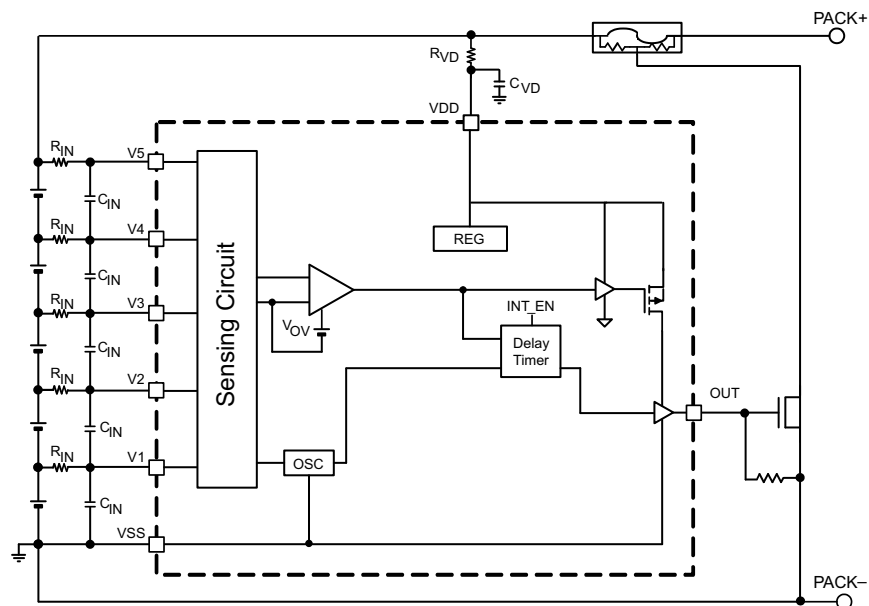 PACK+
RVD
CVD
VDD
RIN
V5
CIN
RIN
V4
REG
CIN
Sensing Circuit
RIN
V3
INT_EN
VOV
Delay
Timer
CIN
RIN
V2
OUT
CIN
RIN
V1
OSC
CIN
VSS
PACK–